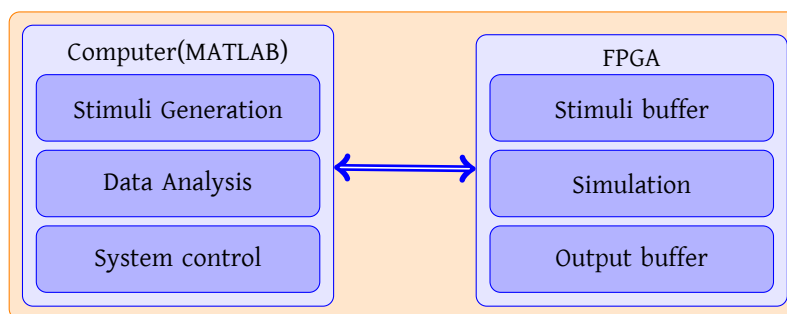 Computer(MATLAB)
Stimuli Generation
Data Analysis
System control
FPGA
Stimuli buffer
Simulation
Output buffer